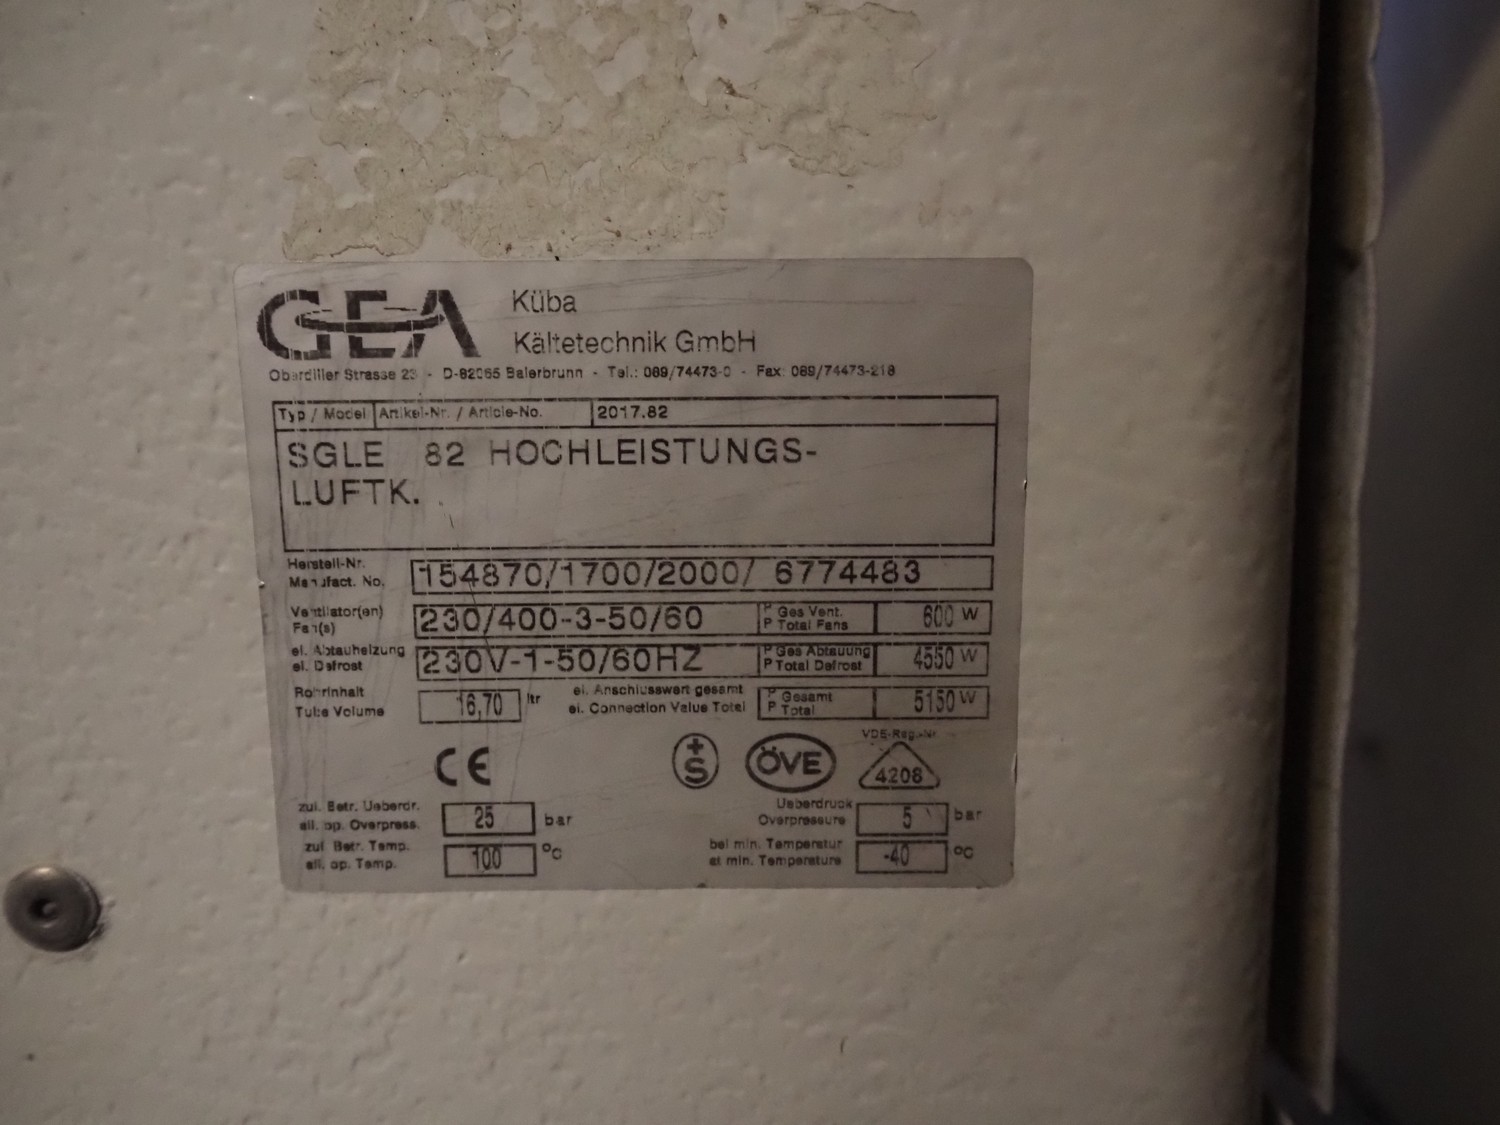 GEA
Küba
Kältetechnik GmbH
Oberdiller Strasse 23 - D-82065 Baierbrunn - Tel.: 089/74473-0 - Fax: 089/74473-218
Typ / Model Artikel-Nr. / Article-No. 2017.82
SGLE 82 HOCHLEISTUNGS-
LUFTK.
Herstell-Nr.
Manufact. No.
154870/1700/2000/ 6774483
Ventilator(en)
Fan(s)
230/400-3-50/60
P Ges Vent.
P Total Fans
600 W
el. Abtauheizung
el. Defrost
230V-1-50/60HZ
P Ges Abtauung
P Total Defrost
4550 W
Rohrinhalt
Tube Volume
16,70 ltr
el. Anschlusswert gesamt
el. Connection Value Total
P Gesamt
P Total
5150 W
CE
+S
ÖVE
VDE-Reg.-Nr.
4208
zul. Betr. Ueberdr.
all. op. Overpress.
25 bar
Ueberdruck
Overpressure
5 bar
zul Betr. Temp.
all. op. Temp.
100 °C
bei min. Temperatur
at min. Temperature
-40 °C